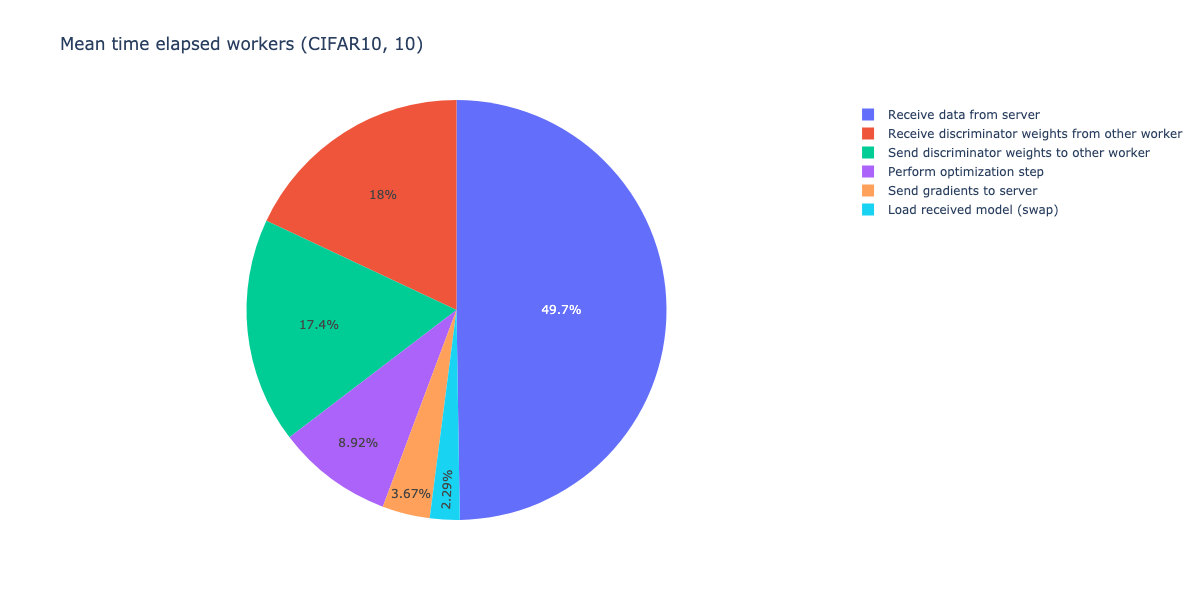 Mean time elapsed workers (CIFAR10, 10)
Receive data from server
Receive discriminator weights from other worker
Send discriminator weights to other worker
Perform optimization step
Send gradients to server
Load received model (swap)
18%
49.7%
17.4%
8.92%
3.67%
2.29%